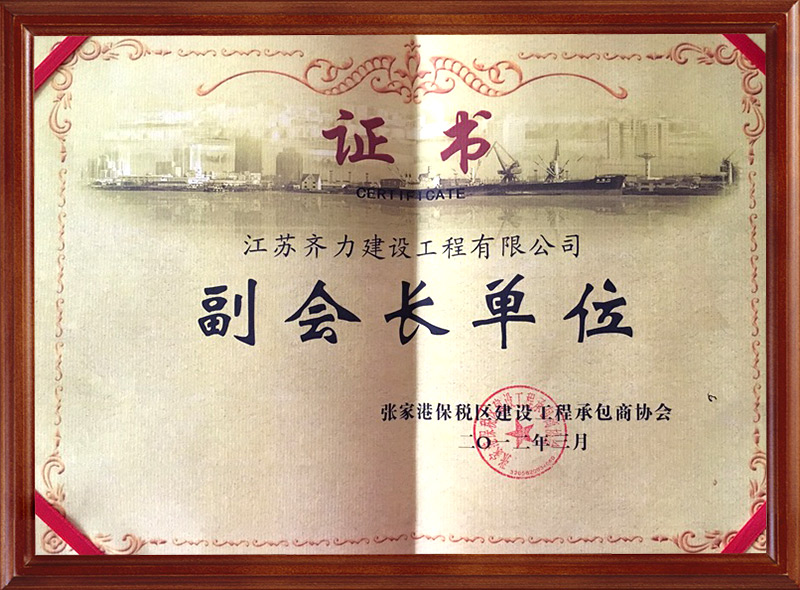 证书
CERTIFICATE
江苏齐力建设工程有限公司
副会长单位
张家港保税区建设工程承包商协会
二〇一二年三月